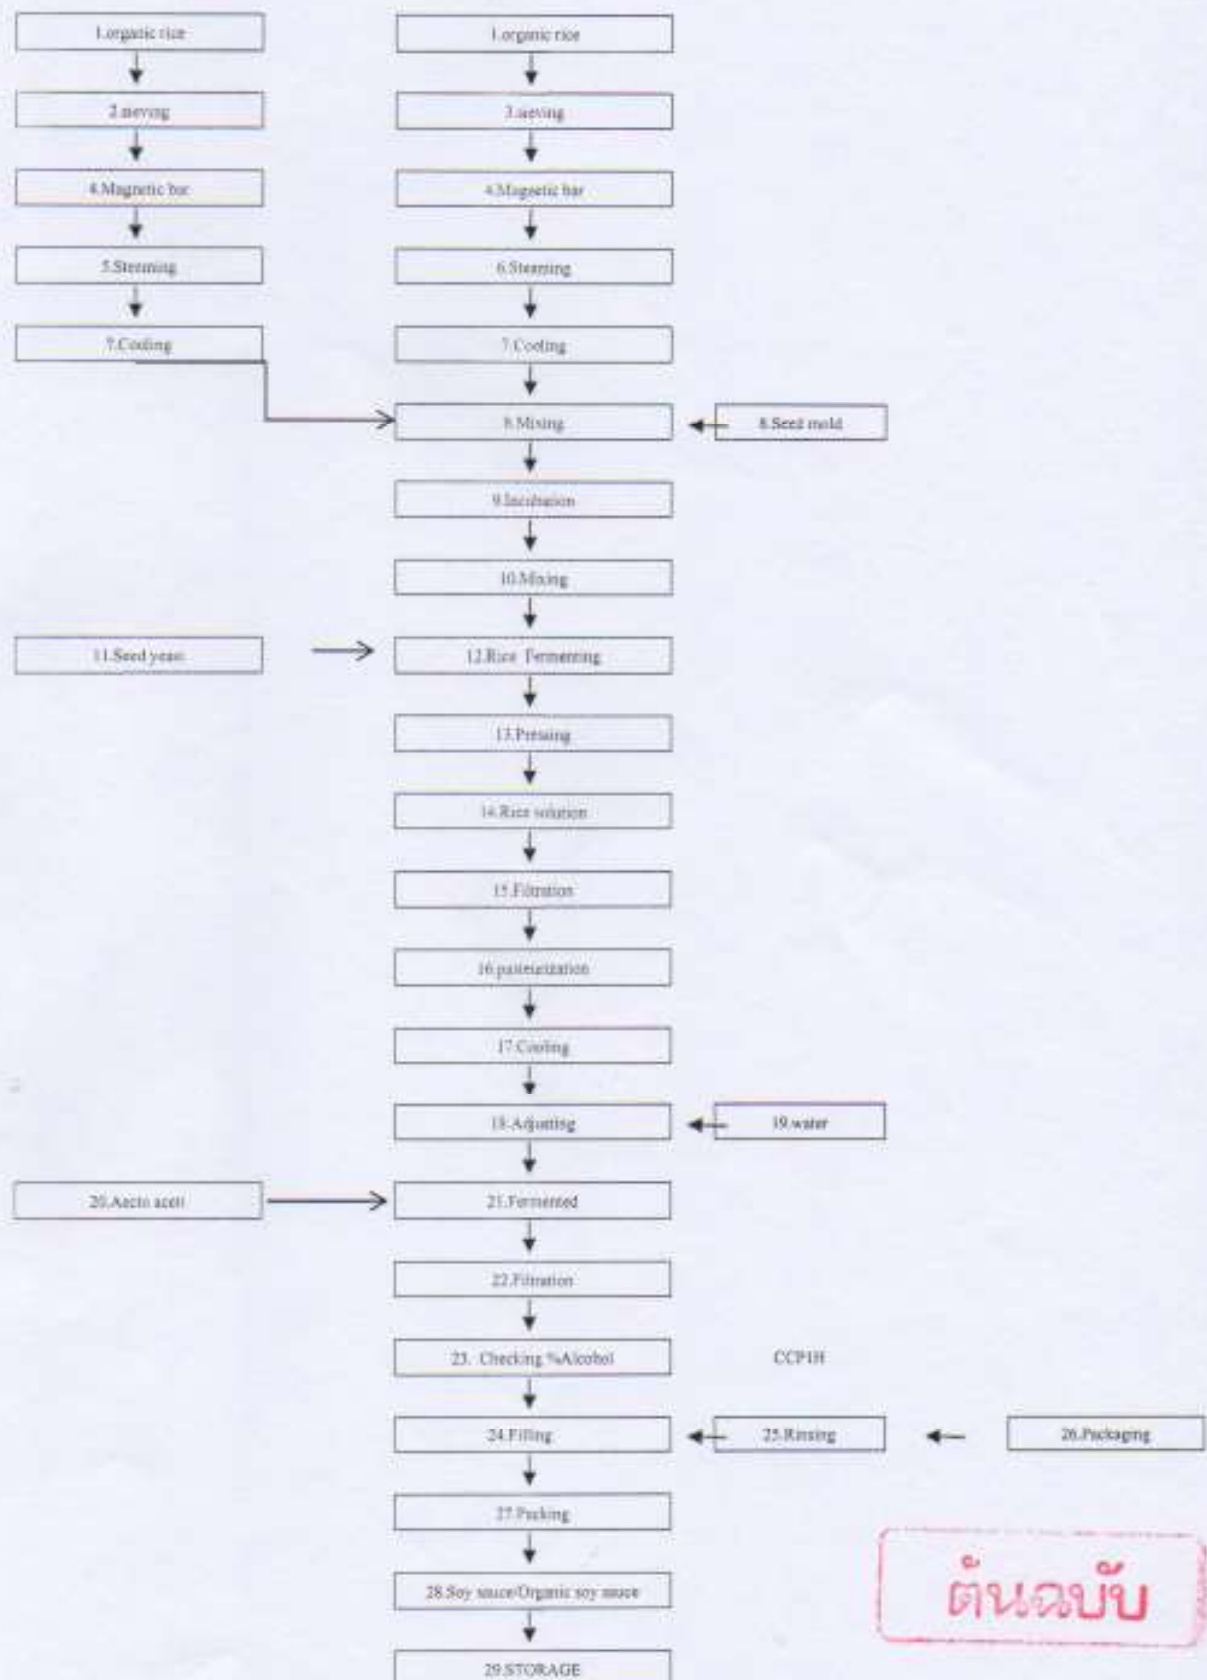 1.organic rice
1.organic rice
2.sieving
3.sieving
4.Magnetic bar
4.Magnetic bar
5.Steeming
6.Steaming
7.Cooling
7.Cooling
8.Mixing
8.Seed mold
9.Incubation
10.Mixing
11.Seed yeast
12.Rice Fermenting
13.Pressing
14.Rice solution
15.Filtration
16.pasteurization
17.Cooling
18.Adjusting
19.water
20.Aecto aceti
21.Fermented
22.Filtration
23. Checking %Alcohol
CCP1H
24.Filling
25.Rinsing
26.Packaging
27.Packing
28.Soy sauce/Organic soy sauce
29.STORAGE
ต้นฉบับ